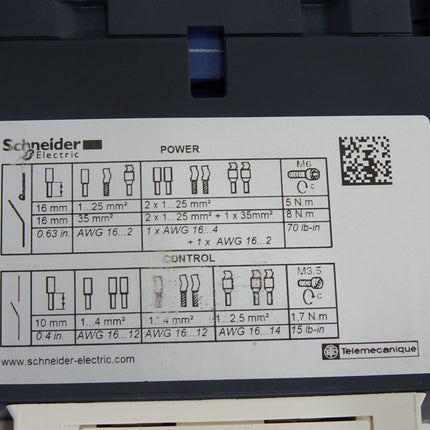 Schneider
Electric
POWER
M6
C
16 mm 1...25 mm² 2 x 1...25 mm² 5 N.m
16 mm 35 mm² 2 x 1...25 mm² + 1 x 35mm² 8 N.m
0.63 in. AWG 16...2 1 x AWG 16...4 70 lb-in
+ 1 x AWG 16...2
CONTROL
M3,5
C
10 mm 1...4 mm² 1...4 mm² 1...2.5 mm² 1,7 N.m
0.4 in. AWG 16...12 AWG 16...12 AWG 16...14 15 lb-in
www.schneider-electric.com
Telemecanique